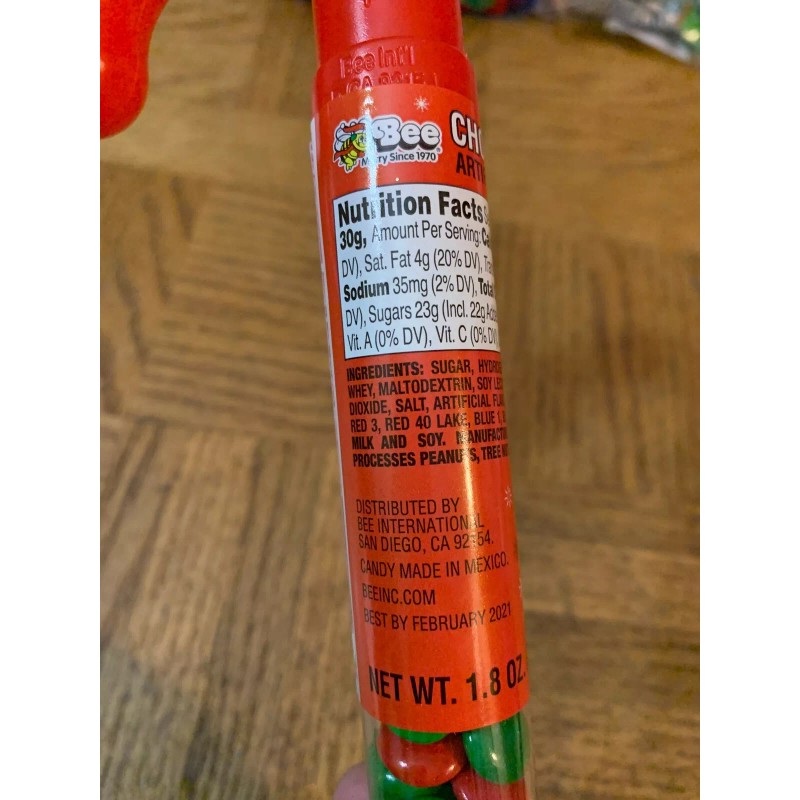 Bee Int'l
CA
Bee
Merry Since 1970
CHO
ART
Nutrition Facts
30g, Amount Per Serving:
DV), Sat. Fat 4g (20% DV),
Sodium 35mg (2% DV), Total
DV), Sugars 23g (Incl. 22g
Vit. A (0% DV), Vit. C (0% DV
INGREDIENTS: SUGAR,
WHEY, MALTODEXTRIN, SOY
DIOXIDE, SALT, ARTIFICIAL
RED 3, RED 40 LAKE, BLUE 1,
MILK AND SOY.
PROCESSES PEANUTS, TREE
DISTRIBUTED BY
BEE INTERNATIONAL
SAN DIEGO, CA
CANDY MADE IN MEXICO.
BEEINC.COM
BEST BY FEBRUARY 2021
NET WT. 1.8 OZ.